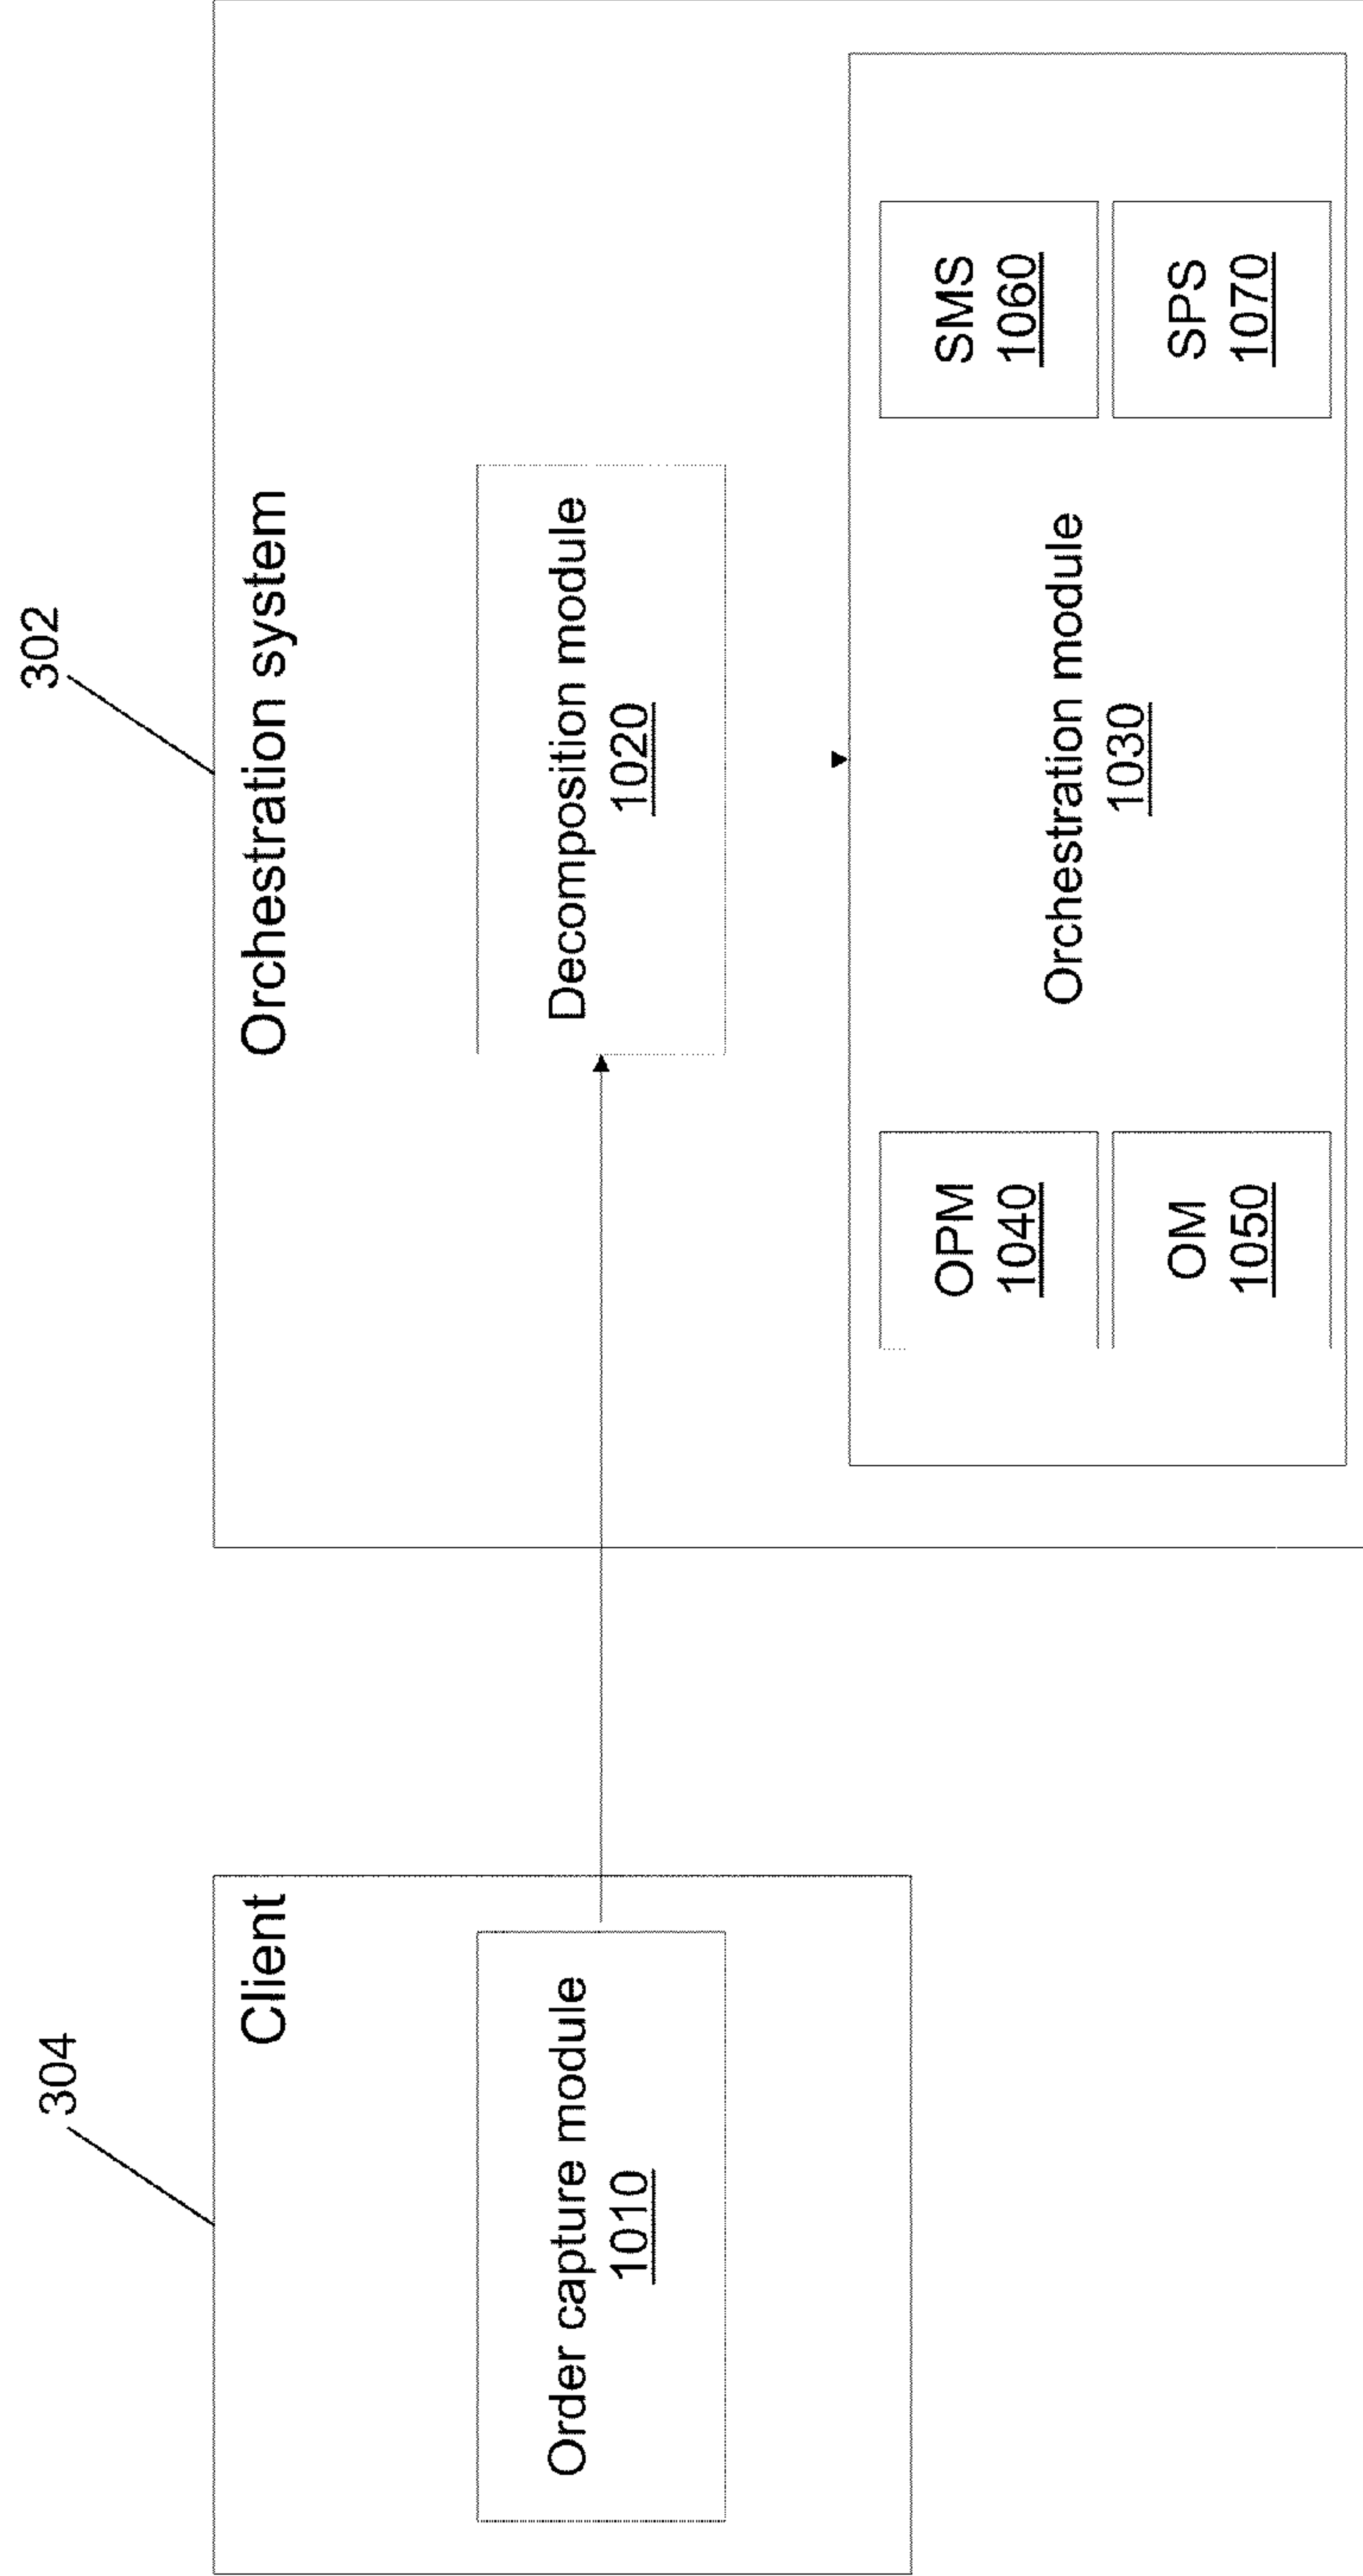 304
302
Client
Orchestration system
Order capture module
1010
Decomposition module
1020
OPM
1040
OM
1050
Orchestration module
1030
SMS
1060
SPS
1070